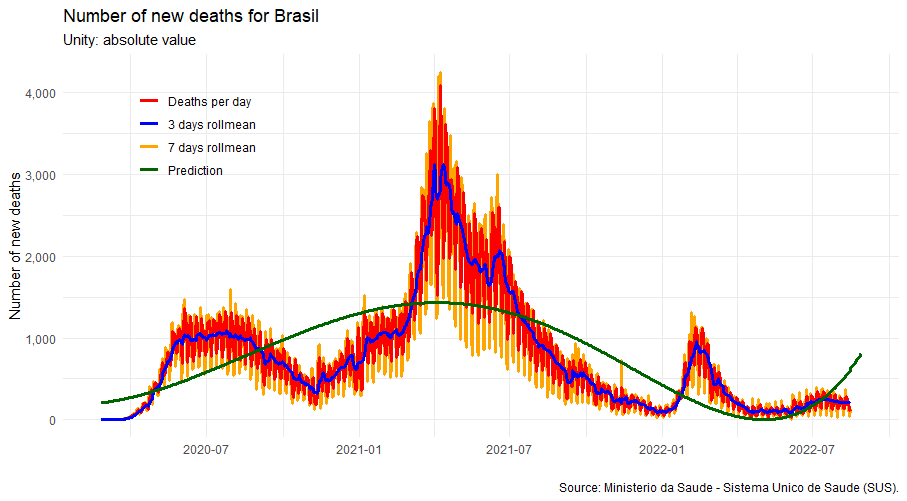 Number of new deaths for Brasil
Unity: absolute value
Number of new deaths
4,000
3,000
2,000
1,000
0
Deaths per day
3 days rollmean
7 days rollmean
Prediction
2020-07
2021-01
2021-07
2022-01
2022-07
Source: Ministerio da Saude - Sistema Unico de Saude (SUS).